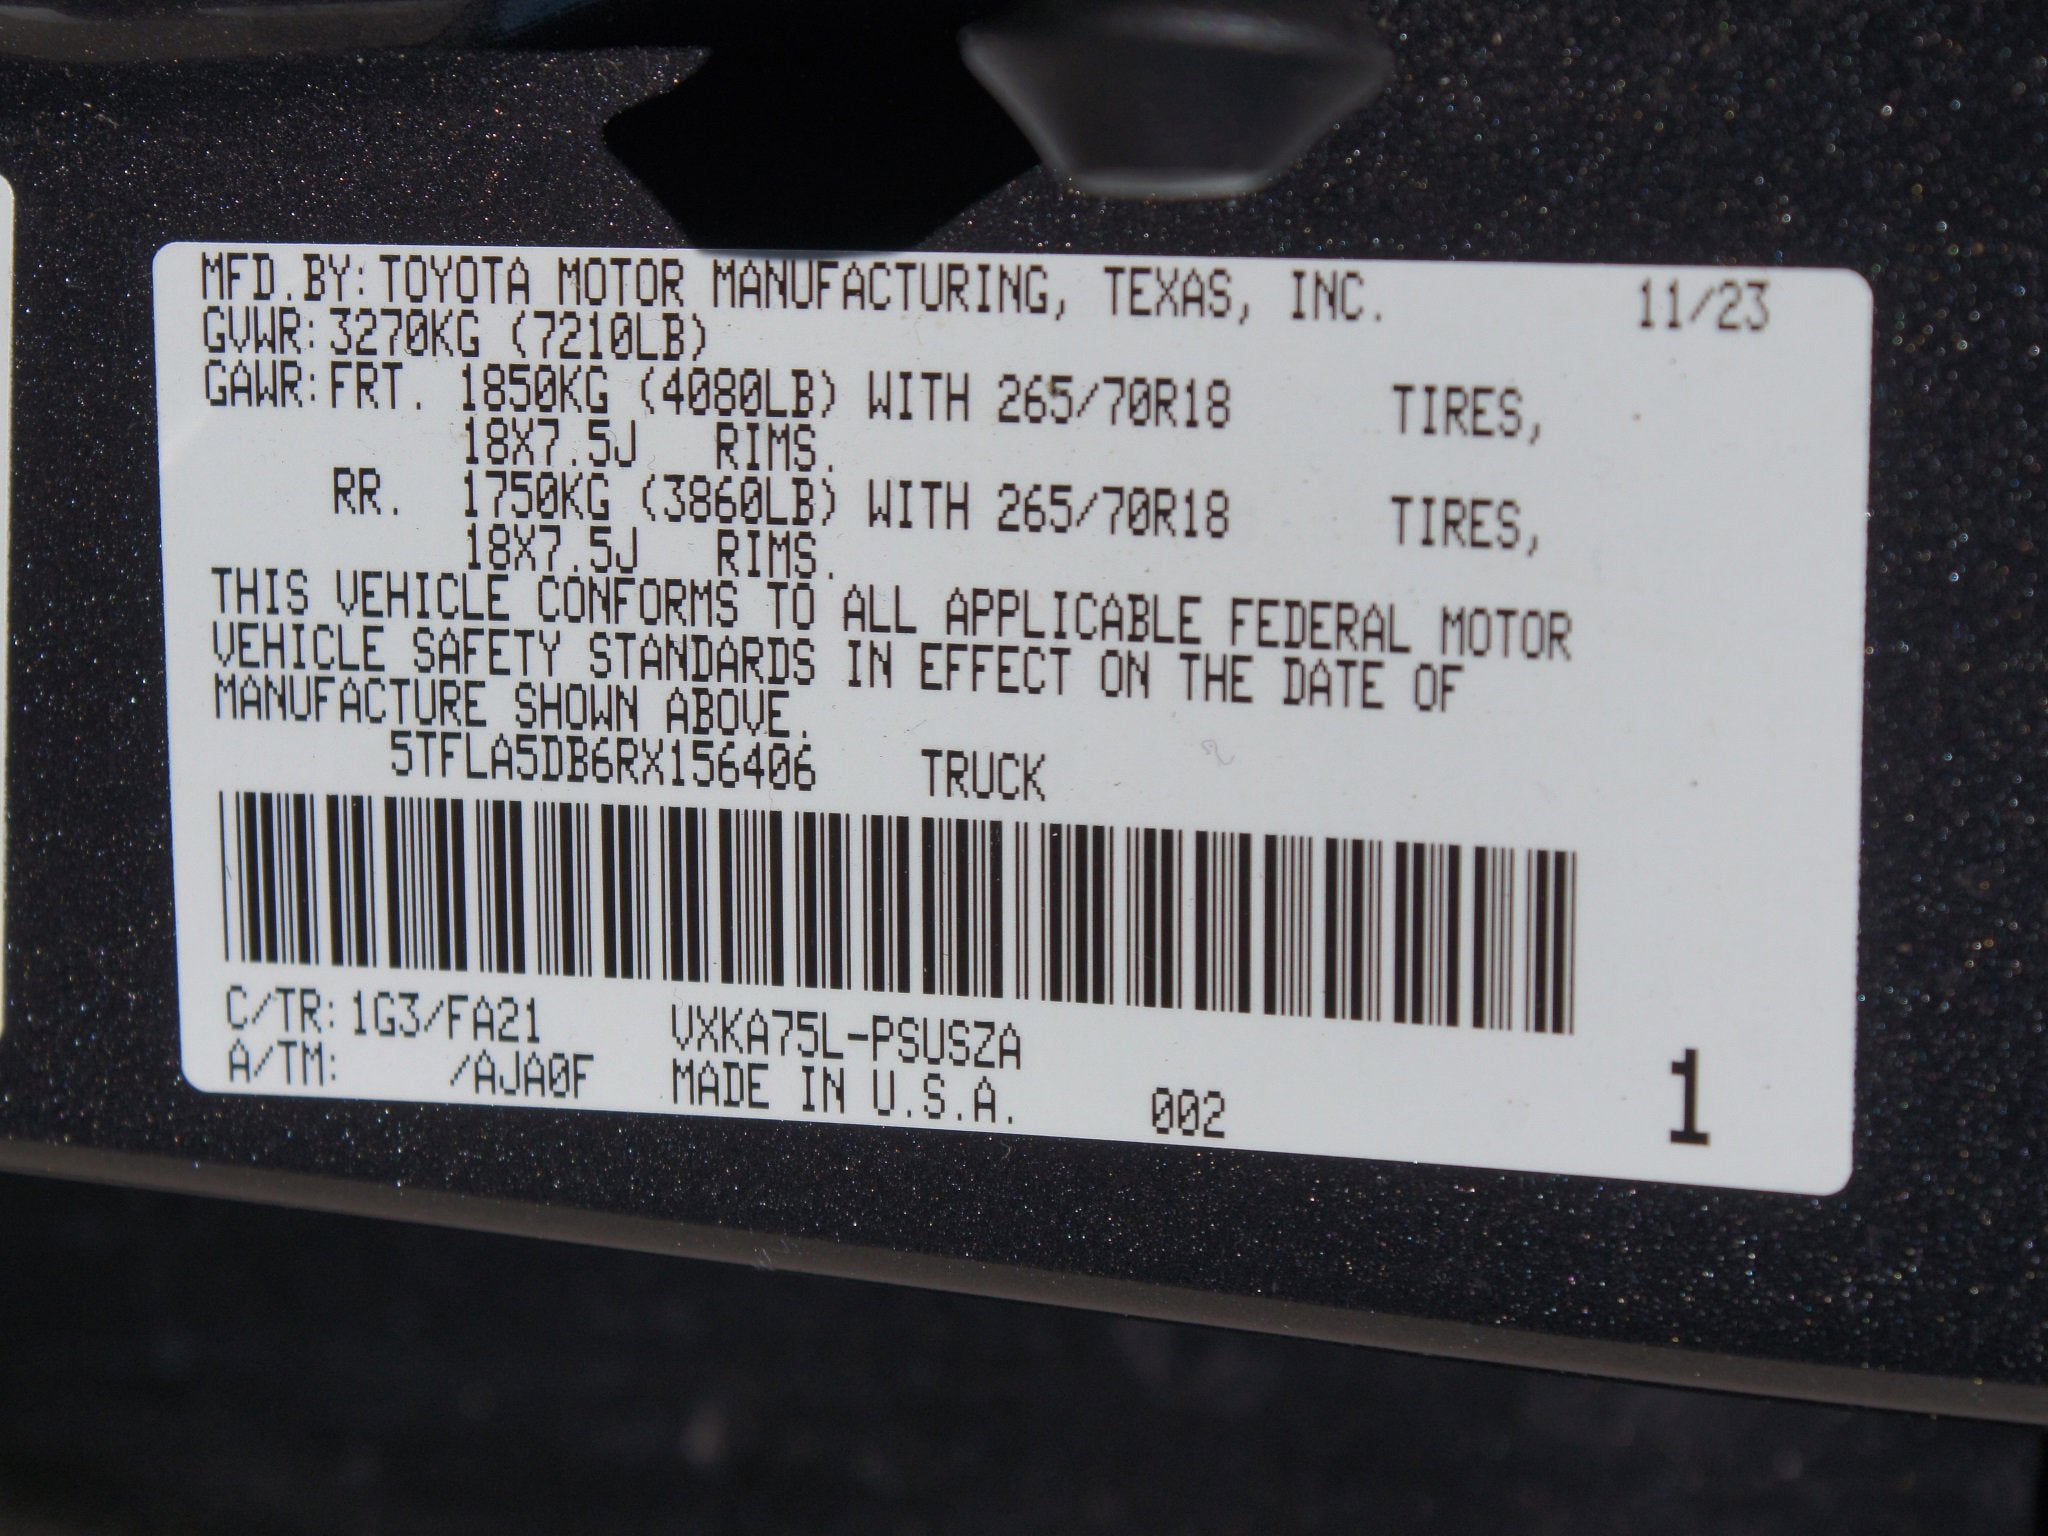 MFD.BY:TOYOTA MOTOR MANUFACTURING, TEXAS, INC. 11/23
GVWR:3270KG (7210LB)
GAWR:FRT. 1850KG (4080LB) WITH 265/70R18 TIRES,
18X7.5J RIMS.
RR. 1750KG (3860LB) WITH 265/70R18 TIRES,
18X7.5J RIMS.
THIS VEHICLE CONFORMS TO ALL APPLICABLE FEDERAL MOTOR
VEHICLE SAFETY STANDARDS IN EFFECT ON THE DATE OF
MANUFACTURE SHOWN ABOVE.
5TFLA5DB6RX156406 TRUCK
C/TR:1G3/FA21 VXKA75L-PSUSZA
A/TM: /AJA0F MADE IN U.S.A. 002 1